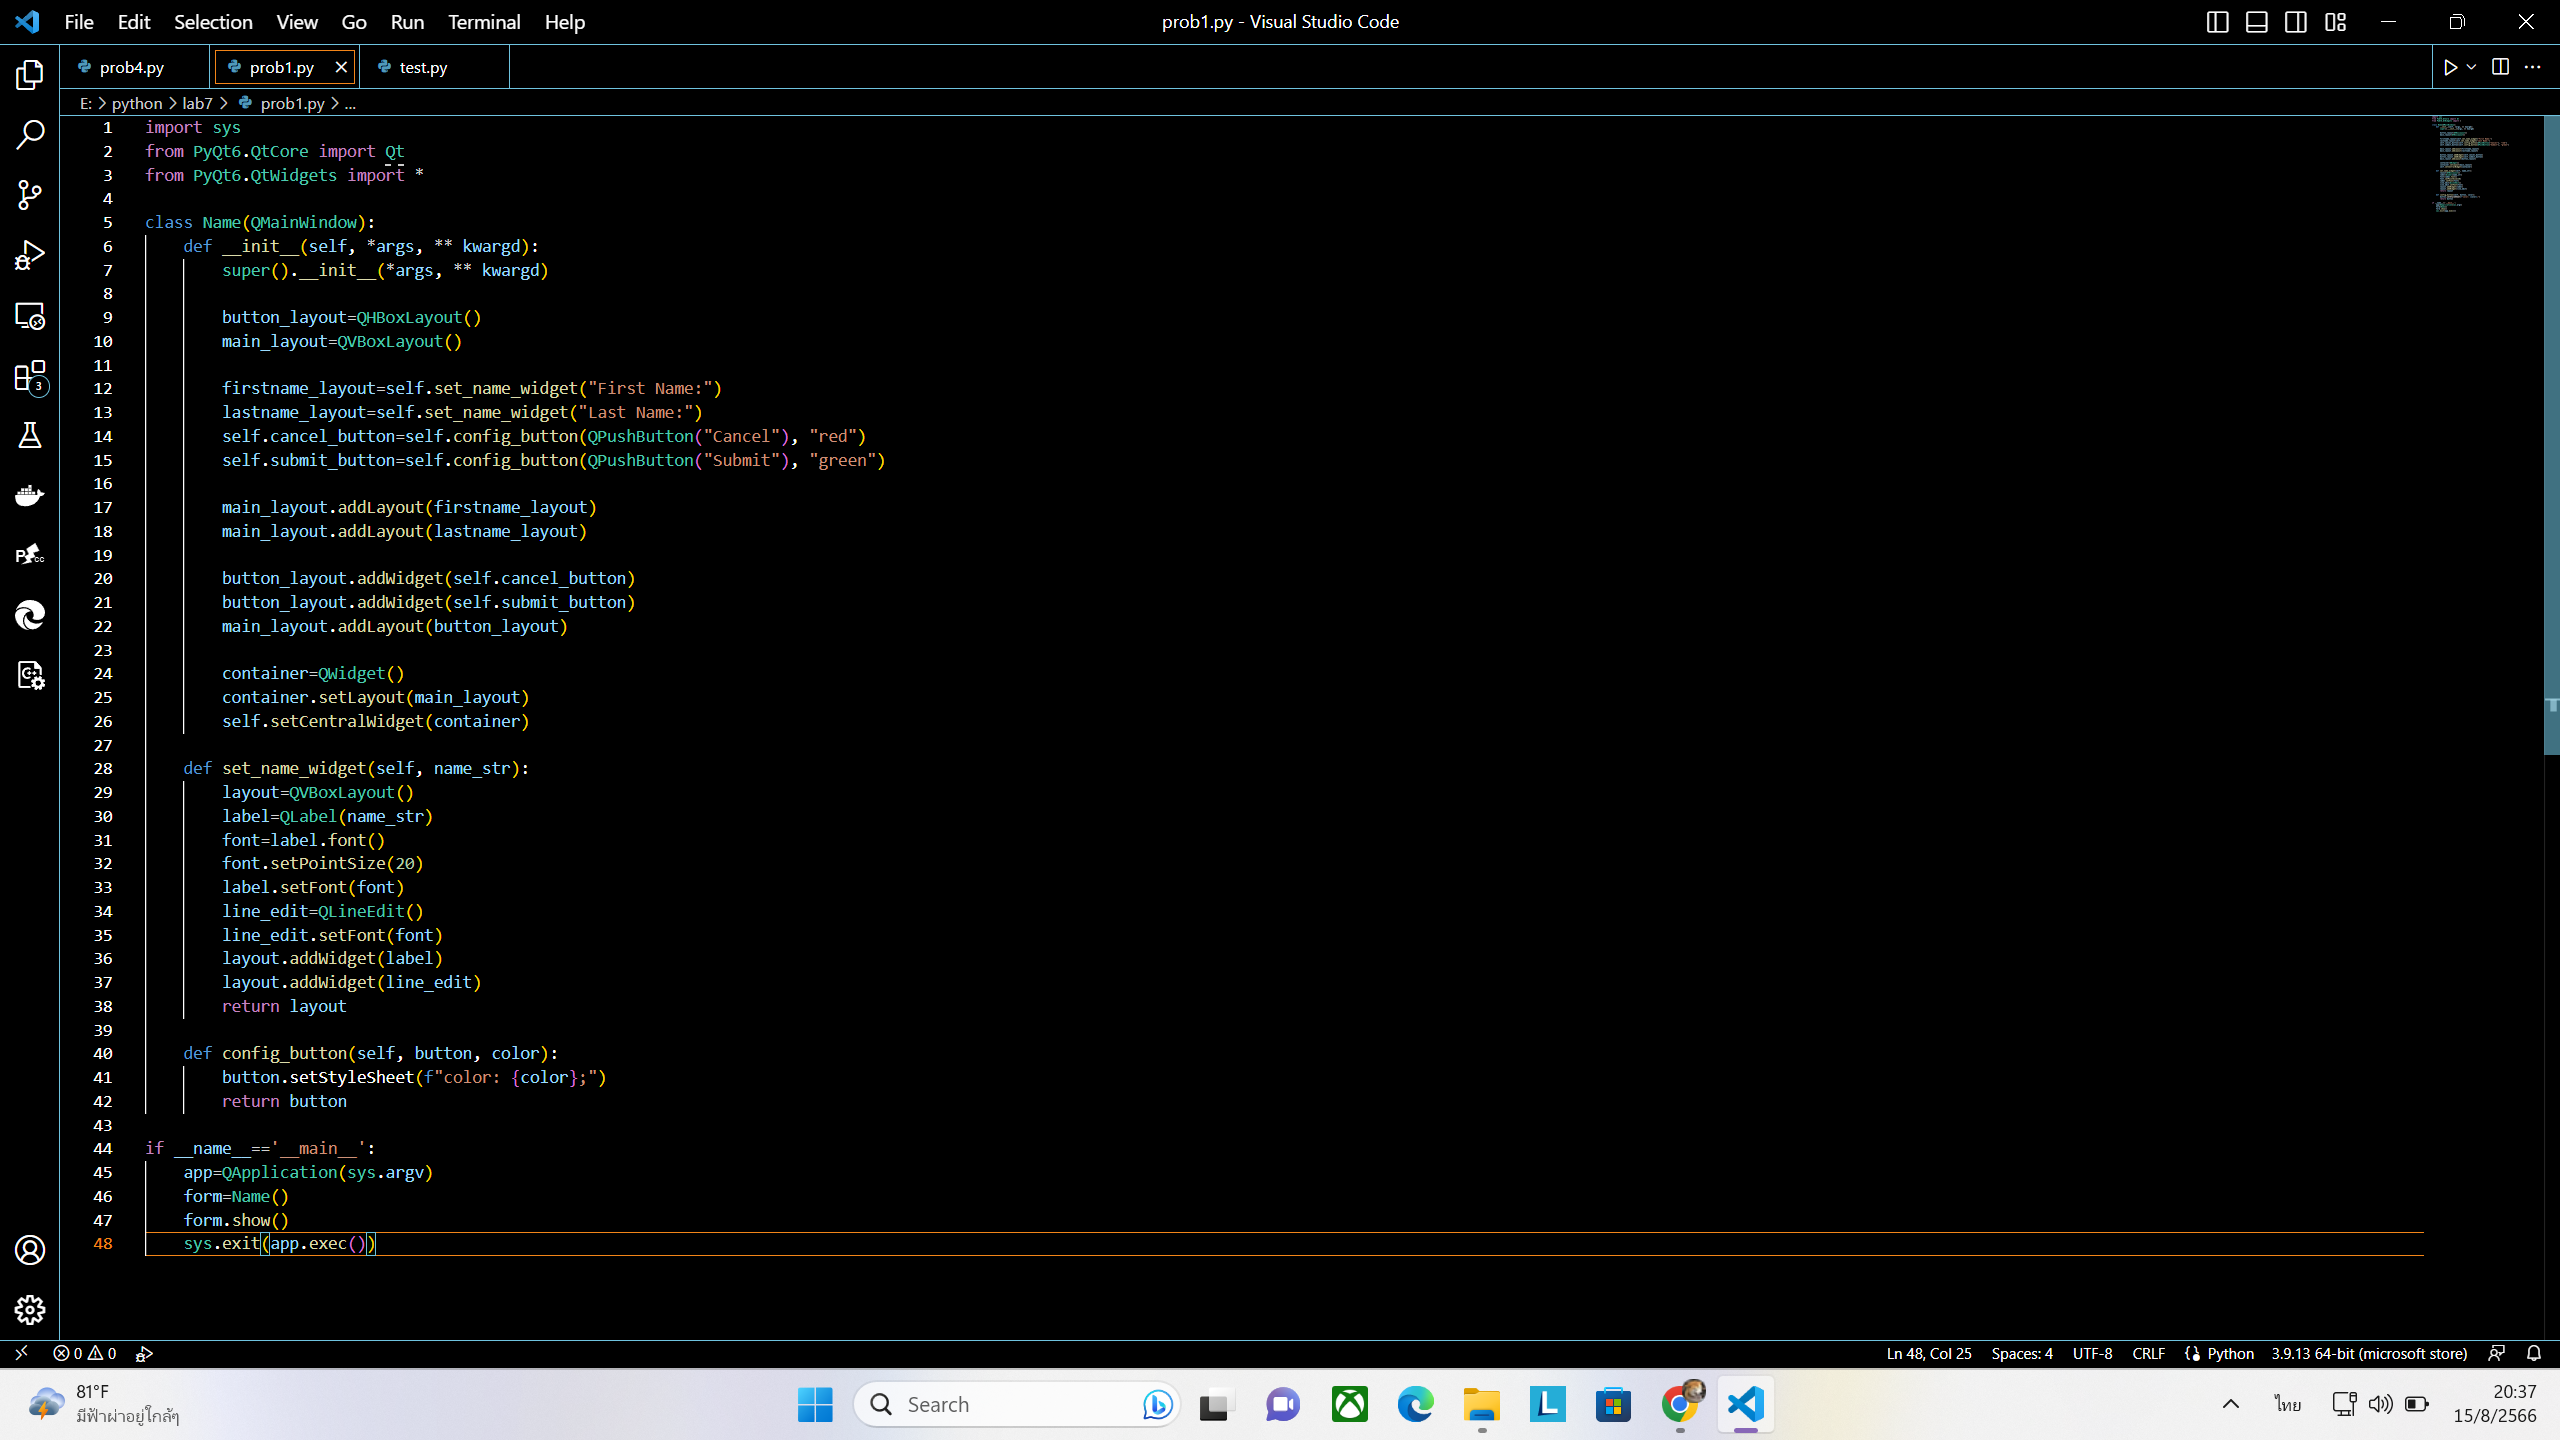 File Edit Selection View Go Run Terminal Help
prob1.py - Visual Studio Code
prob4.py
prob1.py
test.py
E: > python > lab7 > prob1.py > ...
1 import sys
2 from PyQt6.QtCore import Qt
3 from PyQt6.QtWidgets import *
4
5 class Name(QMainWindow):
6     def __init__(self, *args, ** kwargd):
7         super().__init__(*args, ** kwargd)
8
9         button_layout=QHBoxLayout()
10         main_layout=QVBoxLayout()
11
12         firstname_layout=self.set_name_widget("First Name:")
13         lastname_layout=self.set_name_widget("Last Name:")
14         self.cancel_button=self.config_button(QPushButton("Cancel"), "red")
15         self.submit_button=self.config_button(QPushButton("Submit"), "green")
16
17         main_layout.addLayout(firstname_layout)
18         main_layout.addLayout(lastname_layout)
19
20         button_layout.addWidget(self.cancel_button)
21         button_layout.addWidget(self.submit_button)
22         main_layout.addLayout(button_layout)
23
24         container=QWidget()
25         container.setLayout(main_layout)
26         self.setCentralWidget(container)
27
28     def set_name_widget(self, name_str):
29         layout=QVBoxLayout()
30         label=QLabel(name_str)
31         font=label.font()
32         font.setPointSize(20)
33         label.setFont(font)
34         line_edit=QLineEdit()
35         line_edit.setFont(font)
36         layout.addWidget(label)
37         layout.addWidget(line_edit)
38         return layout
39
40     def config_button(self, button, color):
41         button.setStyleSheet(f"color: {color};")
42         return button
43
44 if __name__=='__main__':
45     app=QApplication(sys.argv)
46     form=Name()
47     form.show()
48     sys.exit(app.exec())
3
0 0
Ln 48, Col 25 Spaces: 4 UTF-8 CRLF Python 3.9.13 64-bit (microsoft store)
81°F
มีฟ้าผ่าอยู่ใกล้ๆ
Search
L
ไทย
20:37
15/8/2566